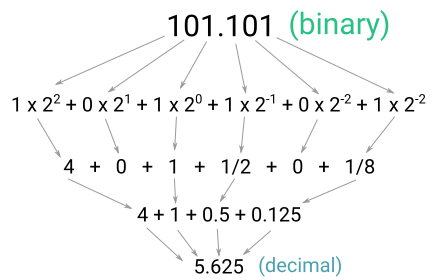 101.101 (binary)
1 x 2² + 0 x 2¹ + 1 x 2⁰ + 1 x 2⁻¹ + 0 x 2⁻² + 1 x 2⁻²
4 + 0 + 1 + 1/2 + 0 + 1/8
4 + 1 + 0.5 + 0.125
5.625 (decimal)